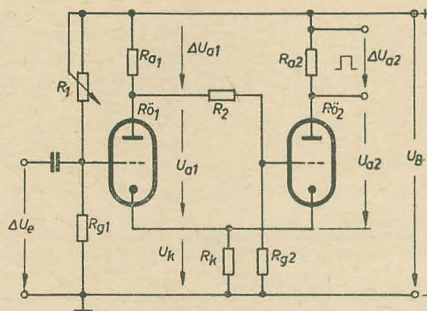 +
R1
Ra1
ΔUa1
Ra2
ΔUa2
Rö1
R2
Rö2
Ua1
Ua2
UB
ΔUe
Rg1
Uk
Rk
Rg2
-